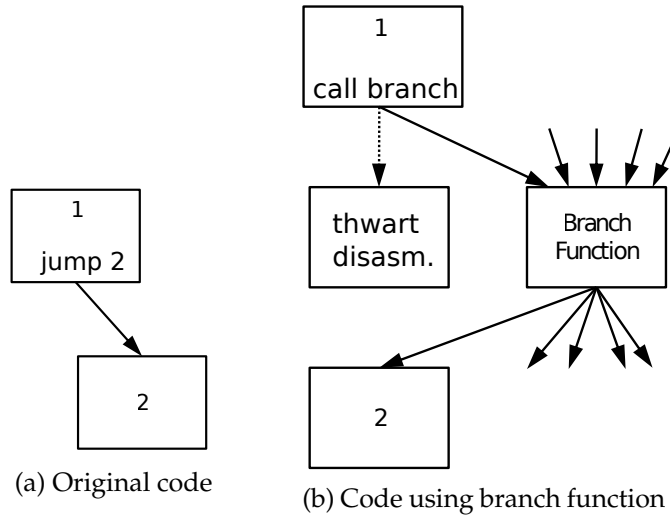 1
jump 2
2
(a) Original code
1
call branch
thwart
disasm.
Branch
Function
2
(b) Code using branch function